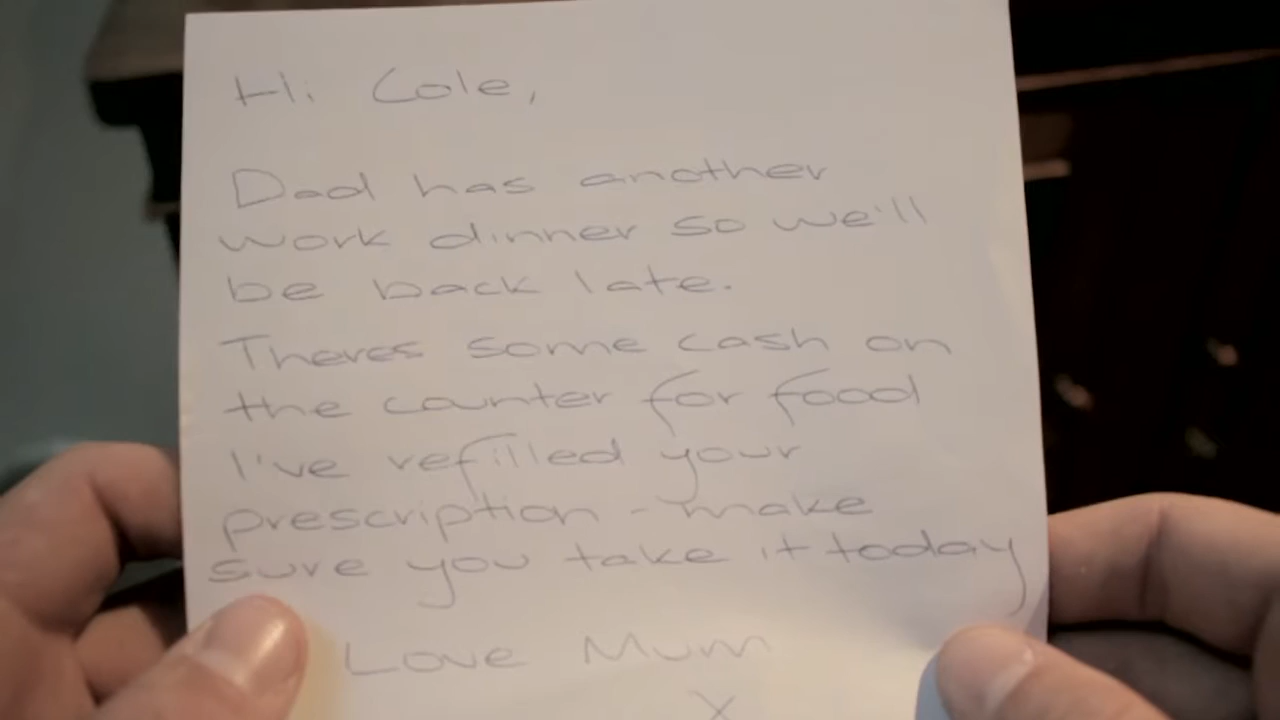 Hi Cole,
Dad has another
work dinner so we'll
be back late.
Theres some cash on
the counter for food
I've refilled your
prescription - make
sure you take it today
Love Mum
X